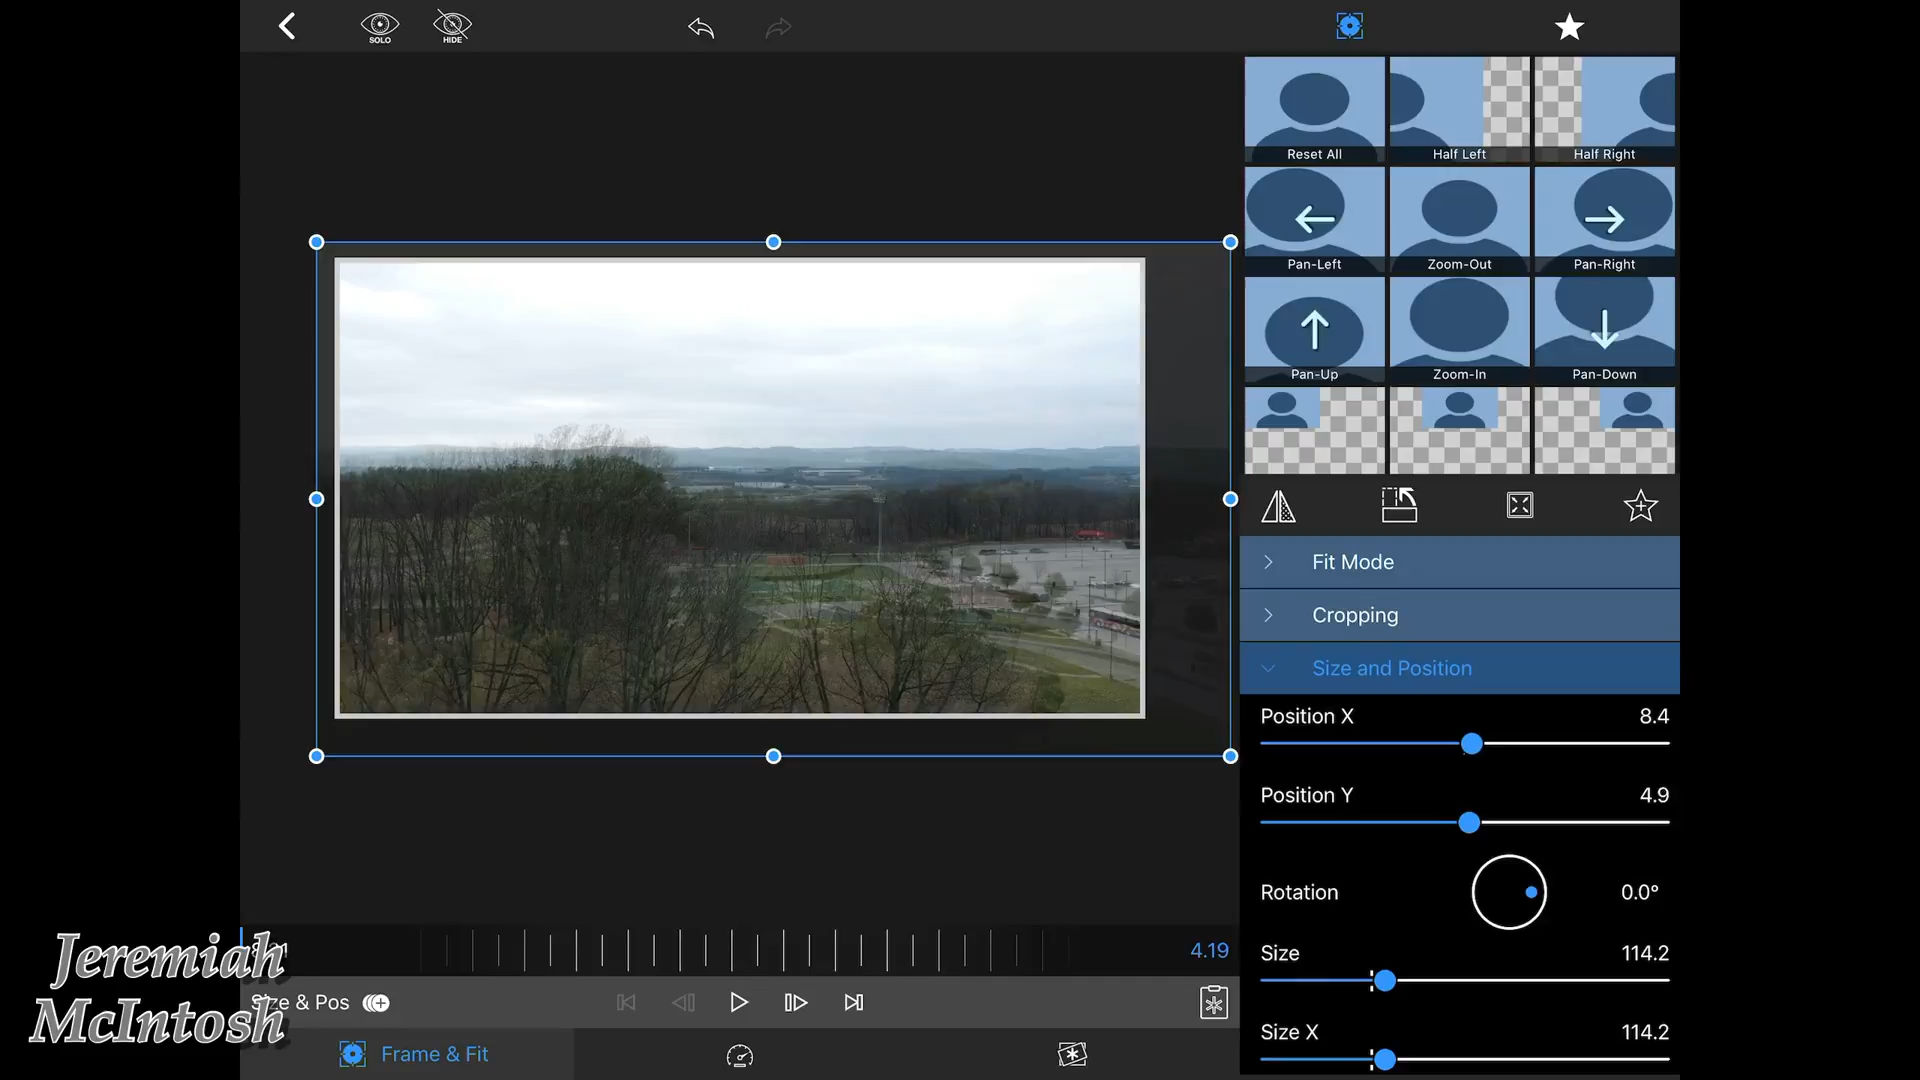 SOLO
HIDE
Reset All
Half Left
Half Right
Pan-Left
Zoom-Out
Pan-Right
Pan-Up
Zoom-In
Pan-Down
Fit Mode
Cropping
Size and Position
Position X 8.4
Position Y 4.9
Rotation 0.0°
Size 114.2
Size X 114.2
4.19
Size & Pos
Frame & Fit
Jeremiah
McIntosh